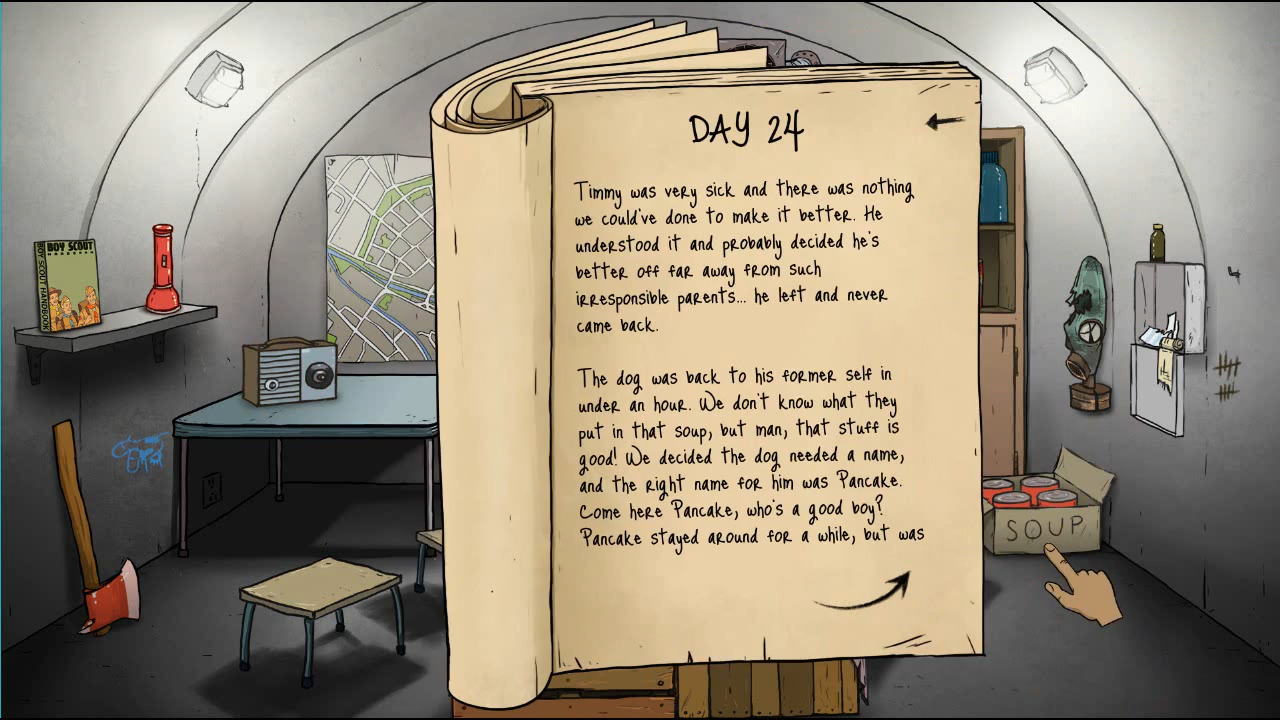 DAY 24
Timmy was very sick and there was nothing
we could've done to make it better. He
understood it and probably decided he's
better off far away from such
irresponsible parents... he left and never
came back.
The dog was back to his former self in
under an hour. We don't know what they
put in that soup, but man, that stuff is
good! We decided the dog needed a name,
and the right name for him was Pancake.
Come here Pancake, who's a good boy?
Pancake stayed around for a while, but was
BOY SCOUT
BOY SCOUT HANDBOOK
SOUP